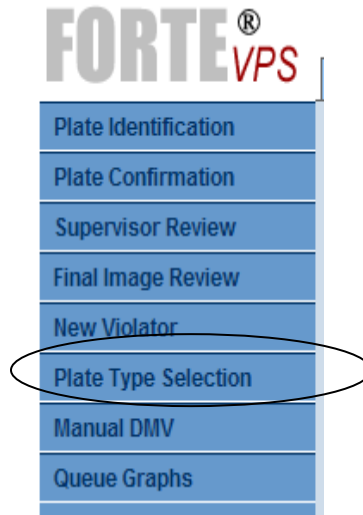 FORTE®
VPS
Plate Identification
Plate Confirmation
Supervisor Review
Final Image Review
New Violator
Plate Type Selection
Manual DMV
Queue Graphs